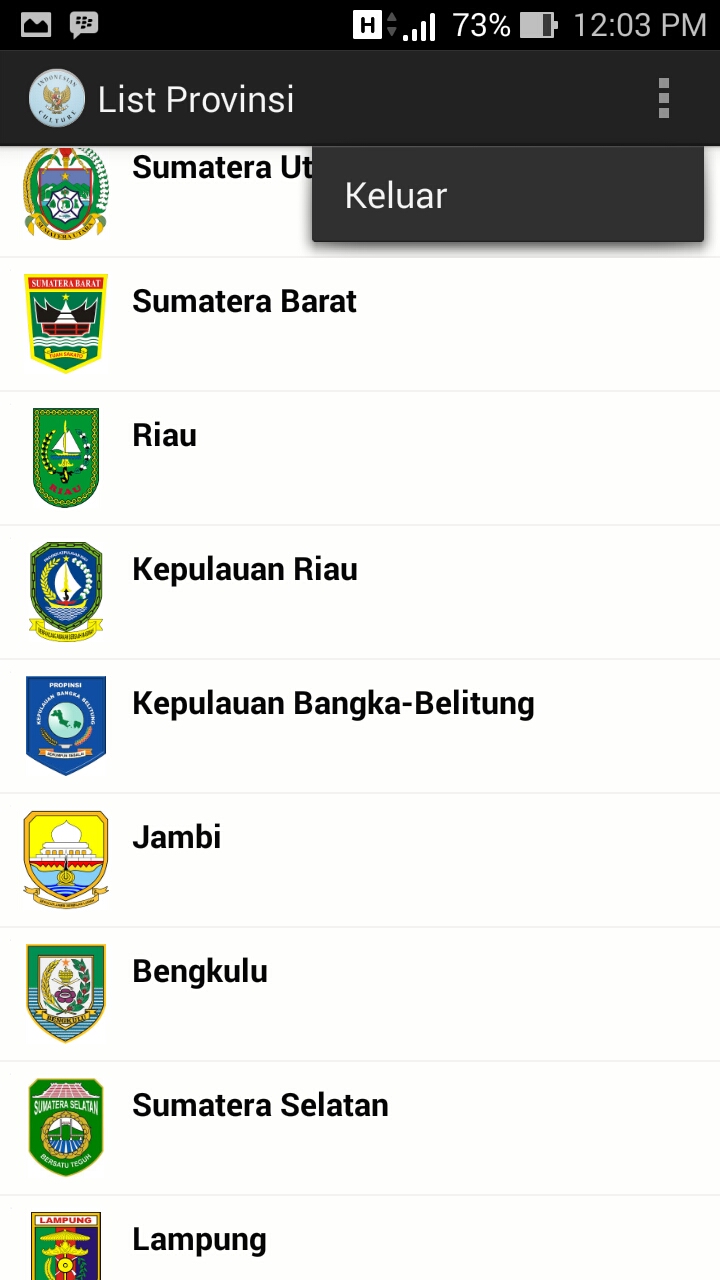 H 73% 12:03 PM
INDONESIAN
CULTURE
List Provinsi
Keluar
Sumatera Ut
SUMATERA UTARA
SUMATERA BARAT
Sumatera Barat
TUAH SAKATO
Riau
RIAU
Kepulauan Riau
PROPINSI
KEPULAUAN BANGKA BELITUNG
Kepulauan Bangka-Belitung
Jambi
Bengkulu
BENGKULU
SUMATERA SELATAN
Sumatera Selatan
BERSATU TEGUH
LAMPUNG
Lampung